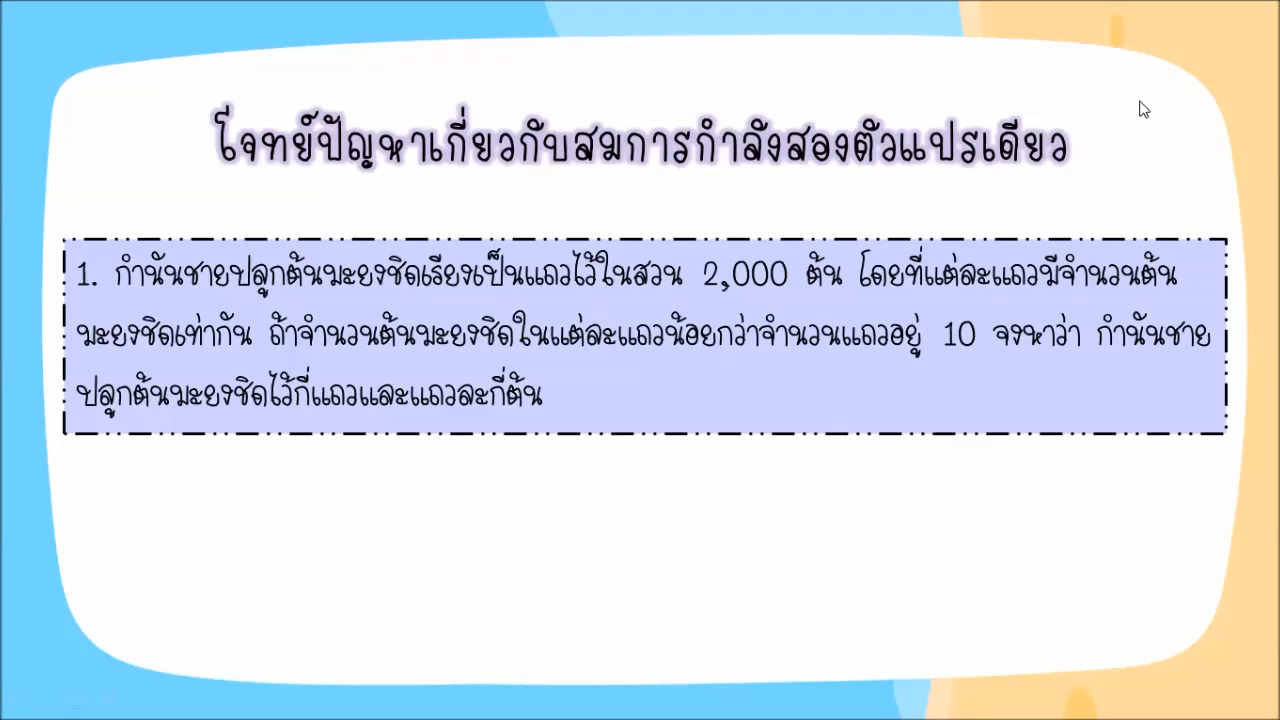 โจทย์ปัญหาเกี่ยวกับสมการกำลังสองตัวแปรเดียว
1. กำนันชายปลูกต้นมะยงชิดเรียงเป็นแถวไว้ในสวน 2,000 ต้น โดยที่แต่ละแถวมีจำนวนต้น
มะยงชิดเท่ากัน ถ้าจำนวนต้นมะยงชิดในแต่ละแถวน้อยกว่าจำนวนแถวอยู่ 10 จงหาว่า กำนันชาย
ปลูกต้นมะยงชิดไว้กี่แถวและแถวละกี่ต้น